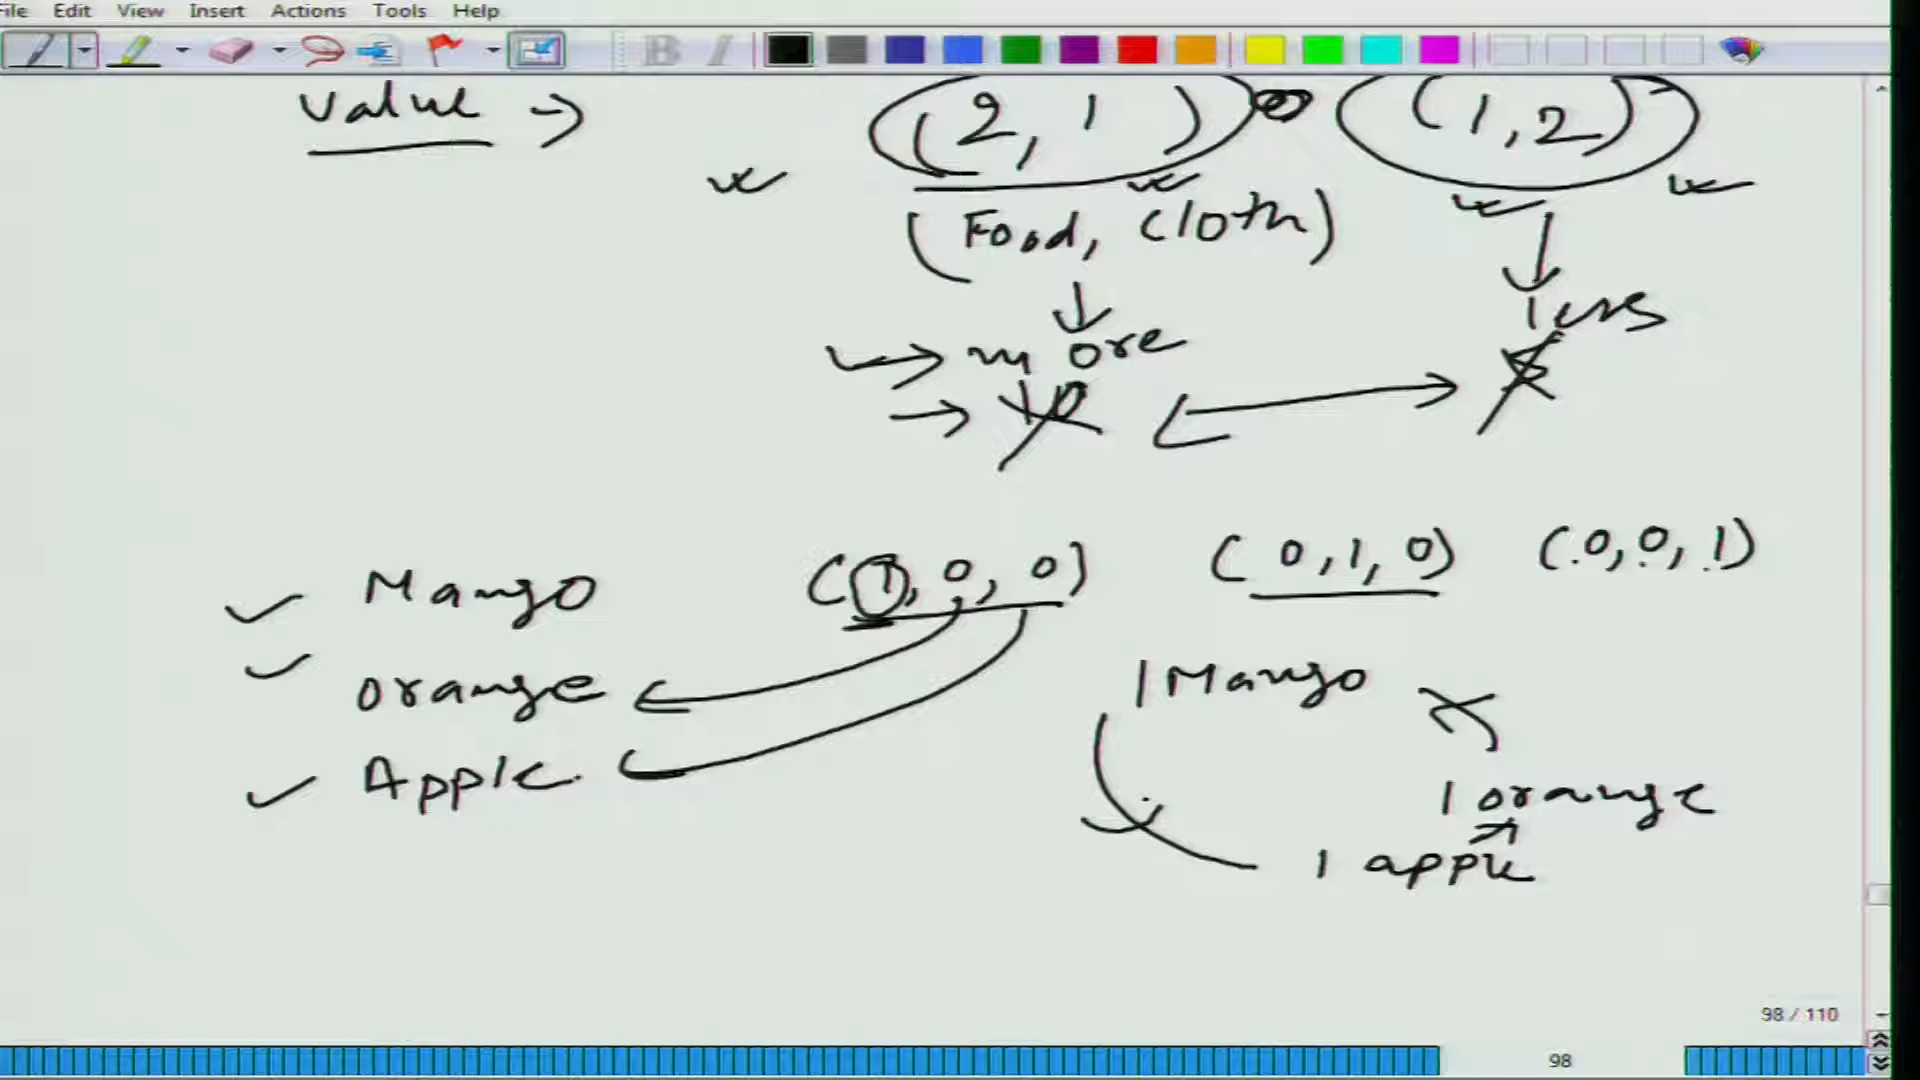 File Edit View Insert Actions Tools Help
B I
Value → (2, 1) (1,2)
(Food, cloth)
more less
Mango (1, 0, 0) (0,1,0) (0,0,1)
orange 1 Mango
Apple 1 orange
1 apple
98 / 110
98